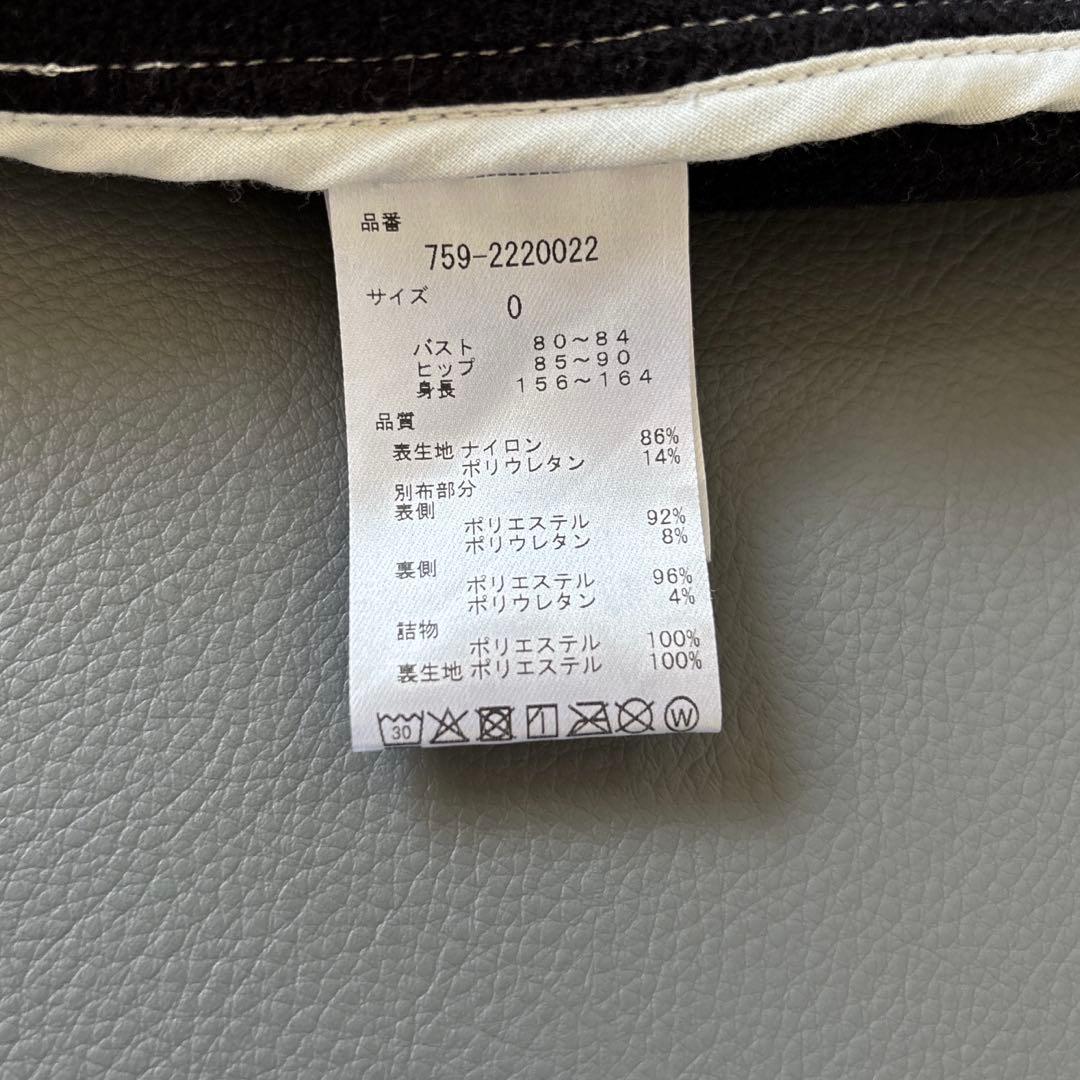 品番
759-2220022
サイズ 0
バスト 80〜84
ヒップ 85〜90
身長 156〜164
品質
表生地 ナイロン 86%
ポリウレタン 14%
別布部分
表側
ポリエステル 92%
ポリウレタン 8%
裏側
ポリエステル 96%
ポリウレタン 4%
詰物
ポリエステル 100%
裏生地 ポリエステル 100%
30 W